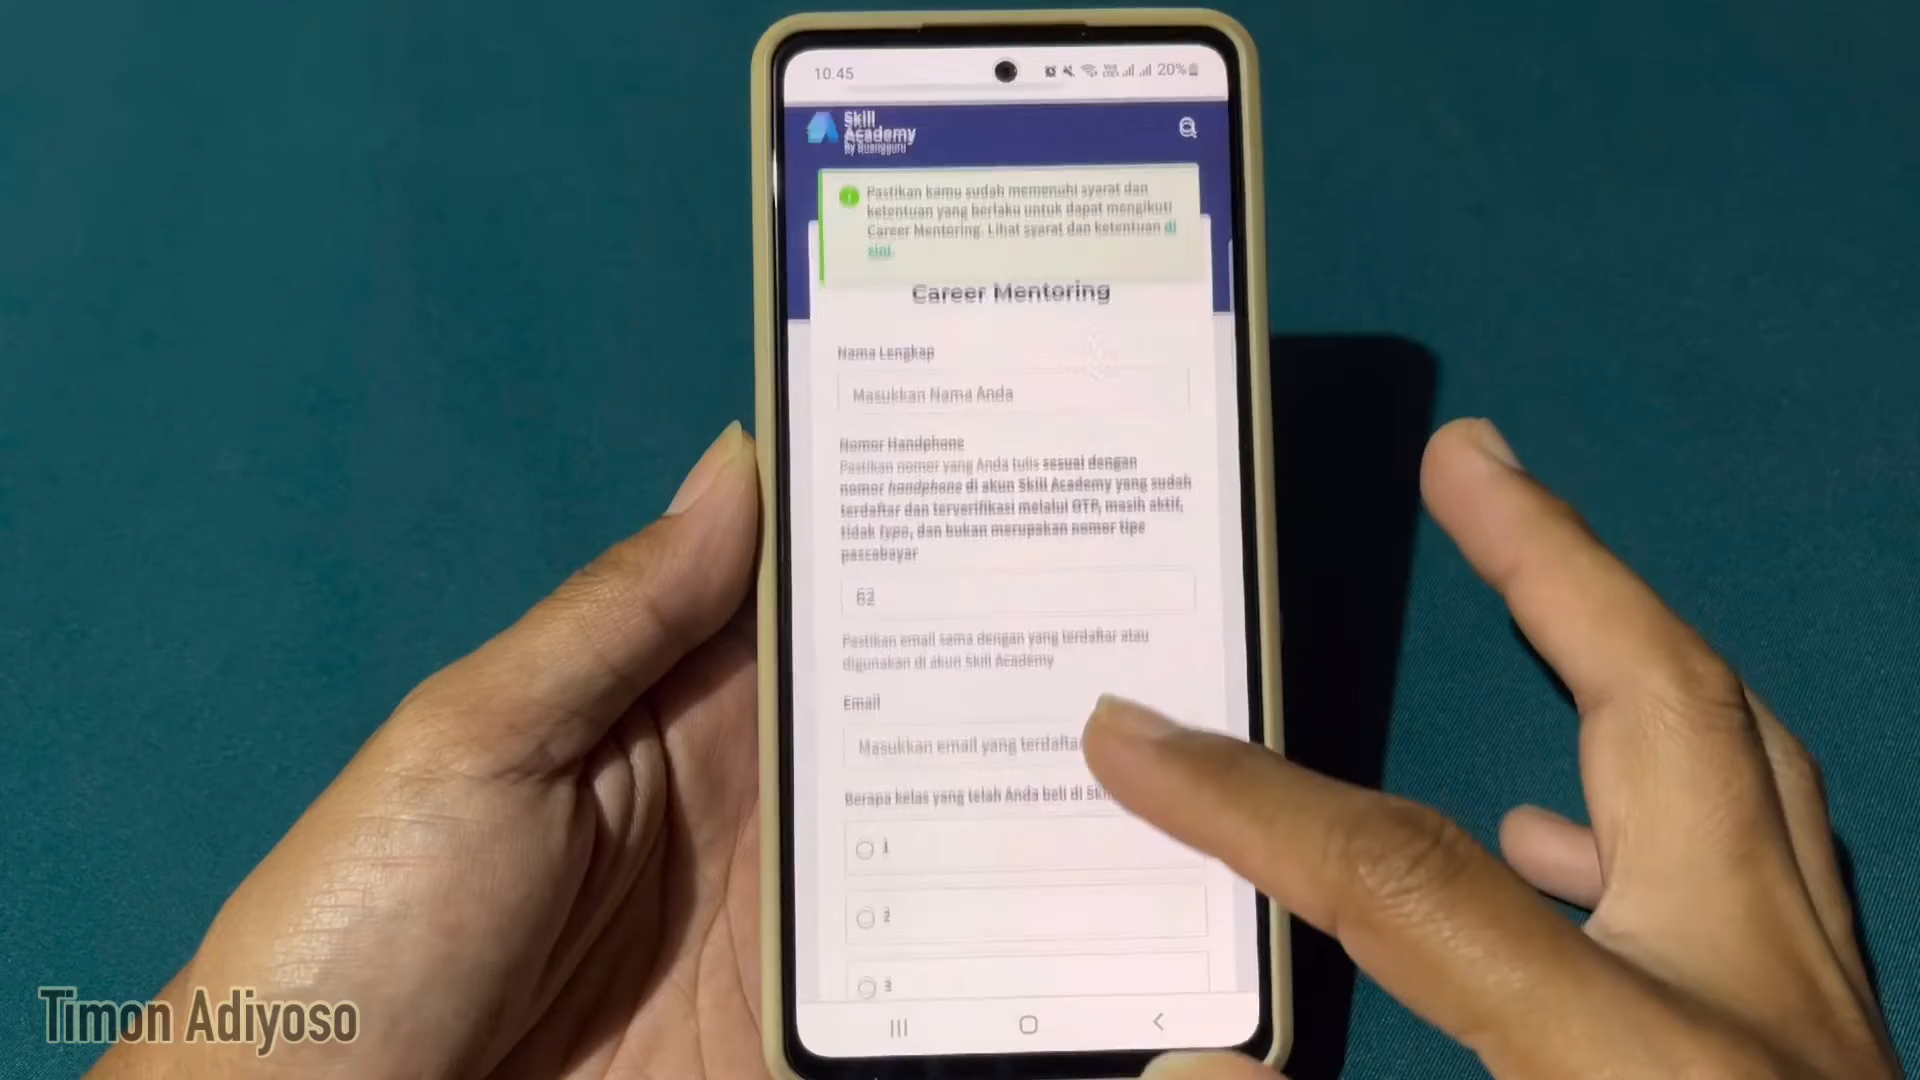 10.45
20%
Skill
Academy
By Ruangguru
Pastikan kamu sudah memenuhi syarat dan
ketentuan yang berlaku untuk dapat mengikuti
Career Mentoring. Lihat syarat dan ketentuan di
sini.
Career Mentoring
Nama Lengkap
Masukkan Nama Anda
Nomor Handphone
Pastikan nomor yang Anda tulis sesuai dengan
nomor handphone di akun Skill Academy yang sudah
terdaftar dan terverifikasi melalui OTP, masih aktif,
tidak typo, dan bukan merupakan nomor tipe
pascabayar
62
Pastikan email sama dengan yang terdaftar atau
digunakan di akun Skill Academy
Email
Masukkan email yang terdaftar
Berapa kelas yang telah Anda beli di
1
2
3
Timon Adiyoso